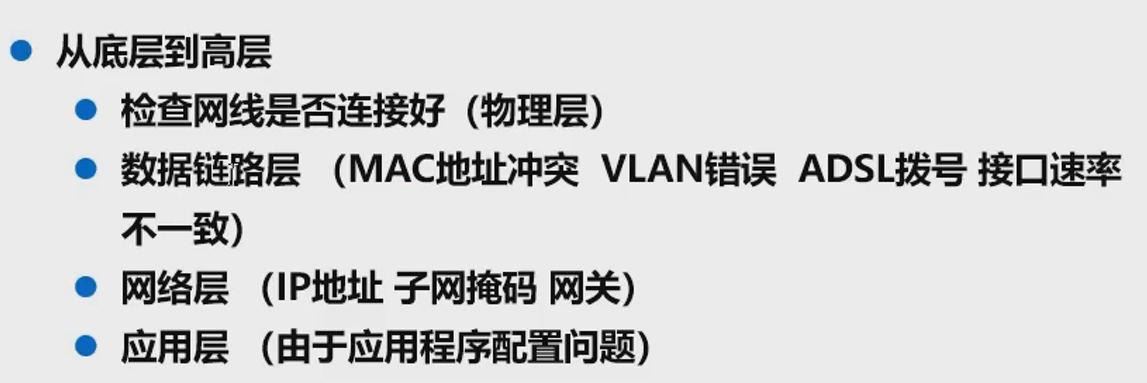 从底层到高层
检查网线是否连接好（物理层）
数据链路层 （MAC地址冲突 VLAN错误 ADSL拨号 接口速率
不一致）
网络层 （IP地址 子网掩码 网关）
应用层 （由于应用程序配置问题）